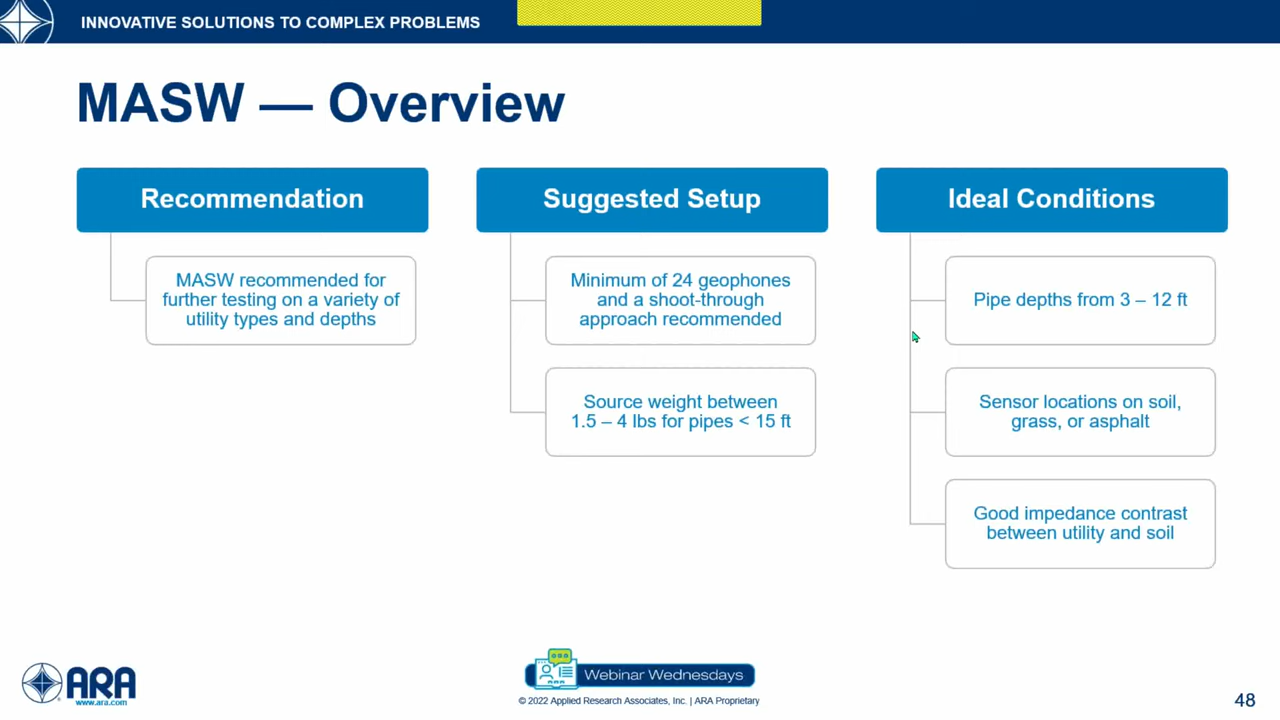 INNOVATIVE SOLUTIONS TO COMPLEX PROBLEMS
MASW — Overview
Recommendation
MASW recommended for
further testing on a variety of
utility types and depths
Suggested Setup
Minimum of 24 geophones
and a shoot-through
approach recommended
Source weight between
1.5 – 4 lbs for pipes < 15 ft
Ideal Conditions
Pipe depths from 3 – 12 ft
Sensor locations on soil,
grass, or asphalt
Good impedance contrast
between utility and soil
ARA
www.ara.com
Webinar Wednesdays
© 2022 Applied Research Associates, Inc. | ARA Proprietary
48